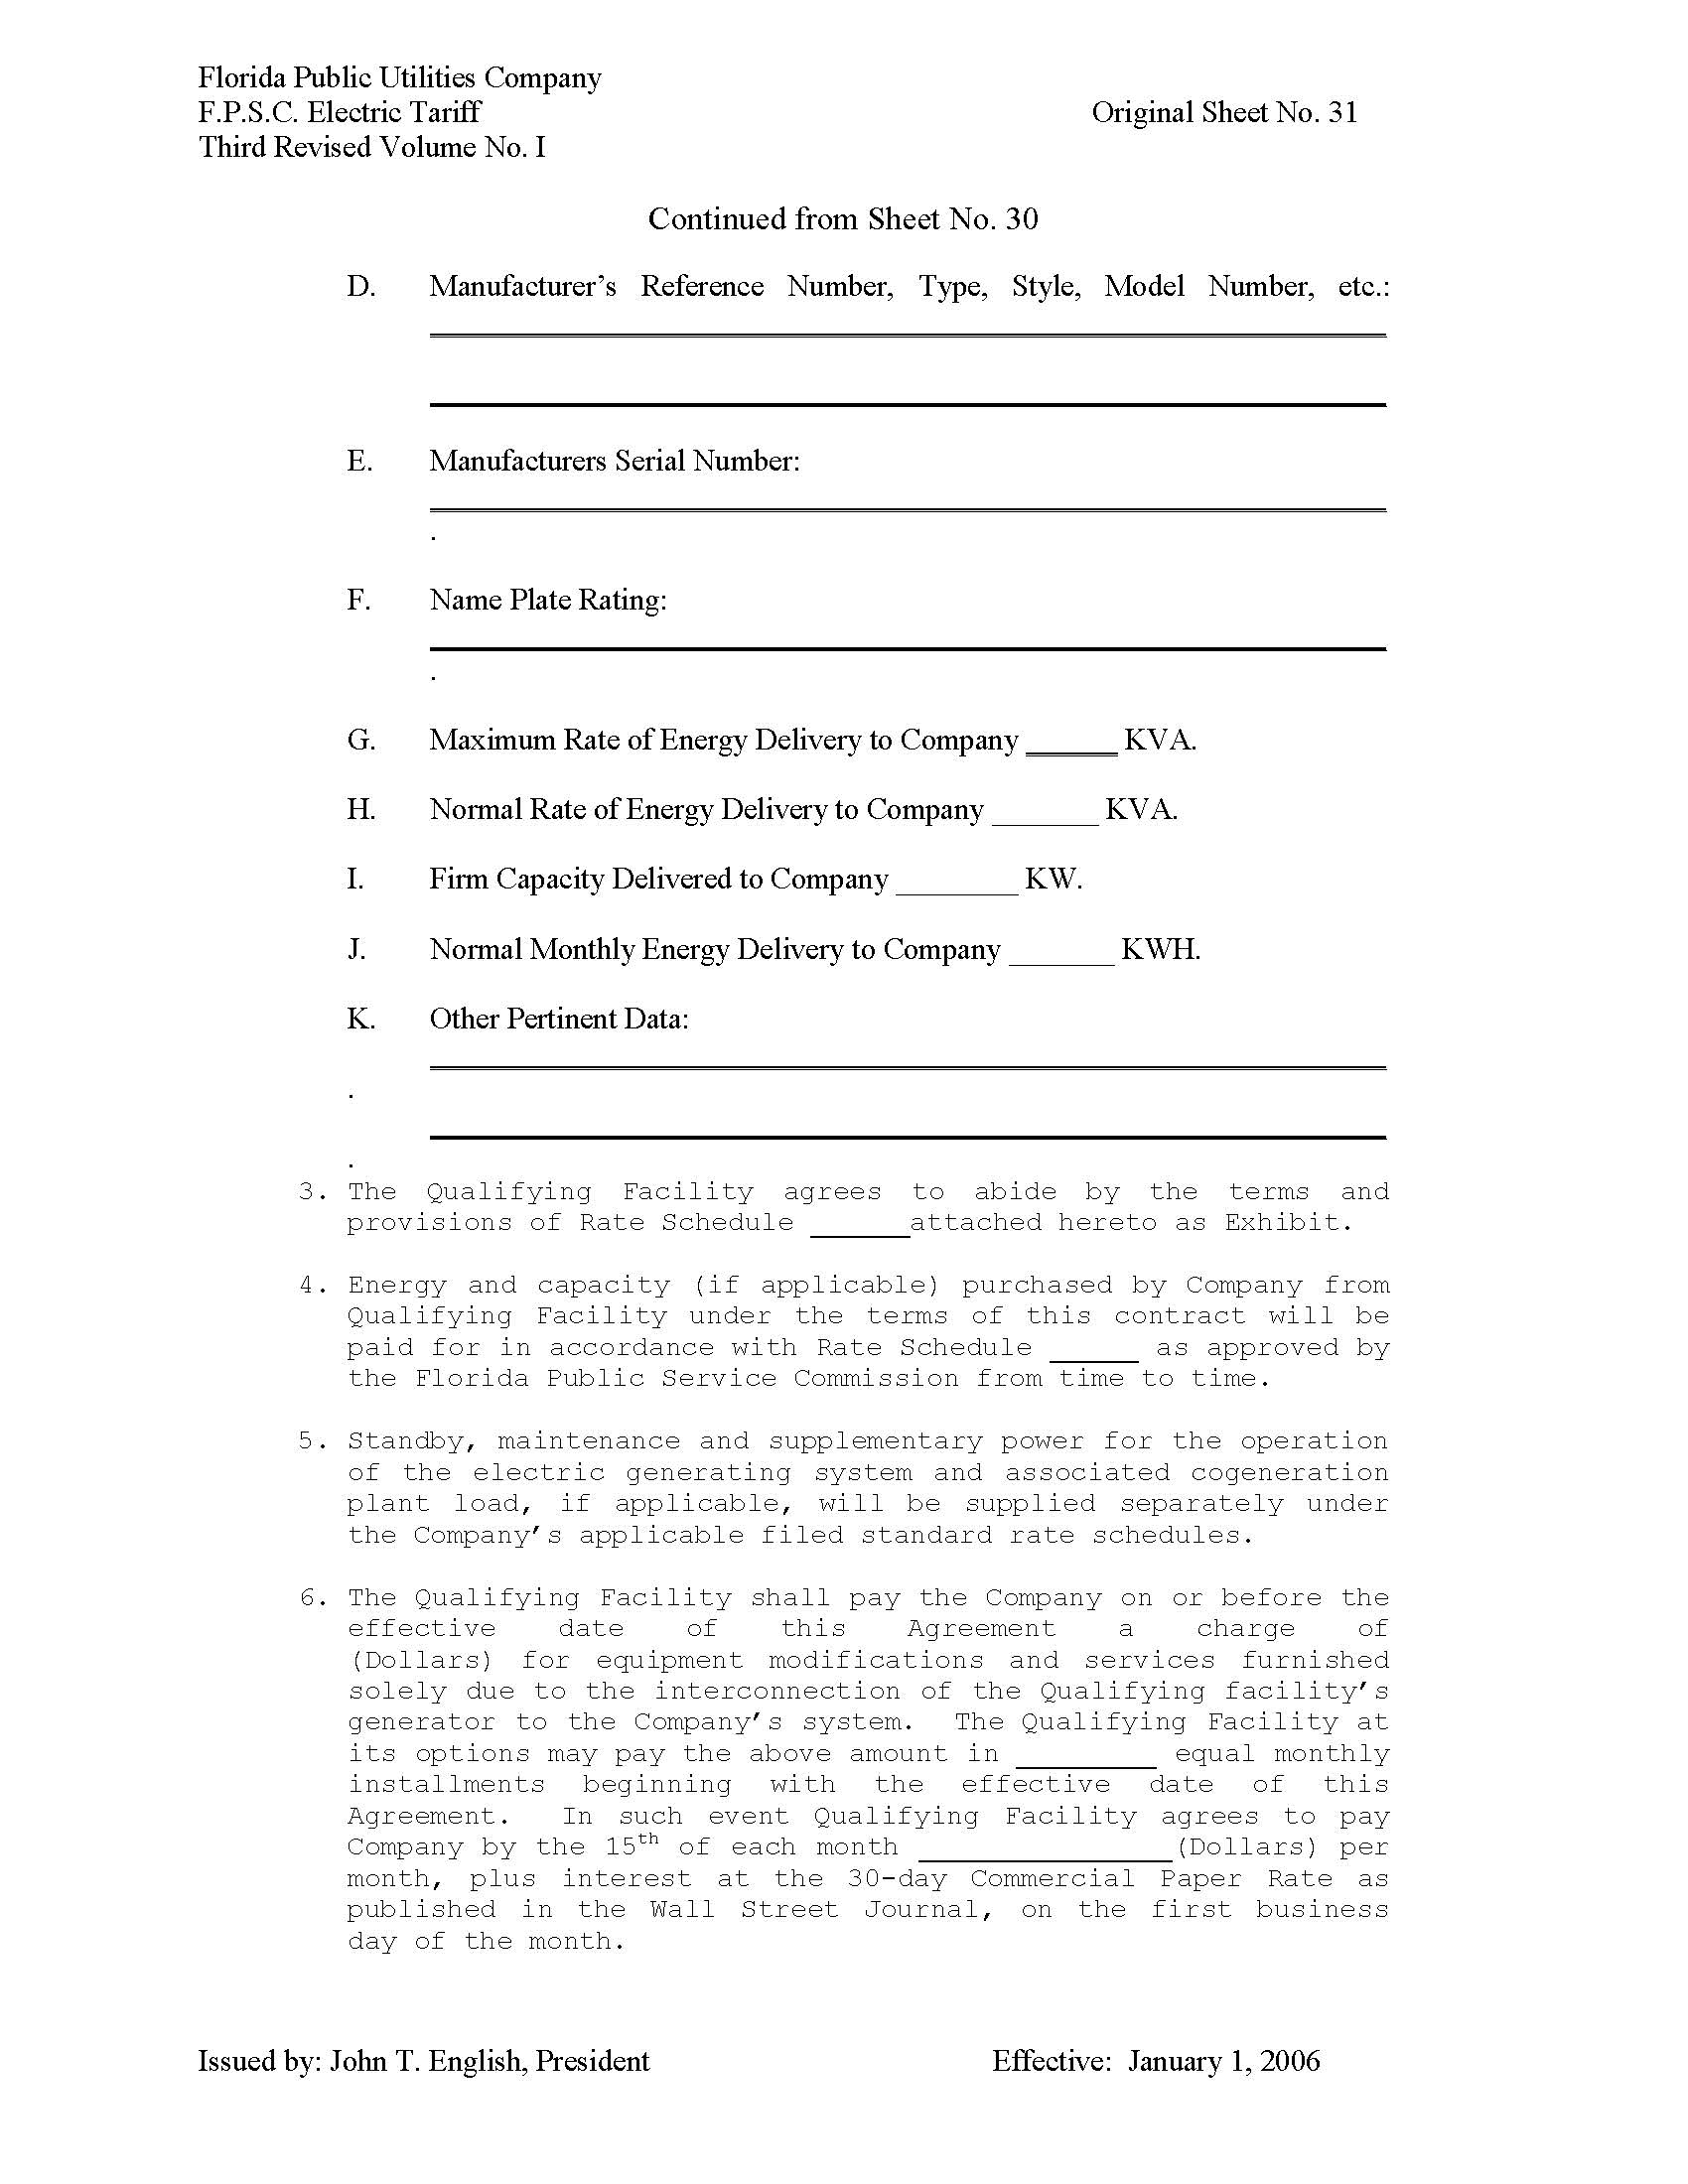 Florida Public Utilities Company
F.P.S.C. Electric Tariff Original Sheet No. 31
Third Revised Volume No. I
Continued from Sheet No. 30
D. Manufacturer’s Reference Number, Type, Style, Model Number, etc.:
E. Manufacturers Serial Number:
.
F. Name Plate Rating:
.
G. Maximum Rate of Energy Delivery to Company ______ KVA.
H. Normal Rate of Energy Delivery to Company _______ KVA.
I. Firm Capacity Delivered to Company ________ KW.
J. Normal Monthly Energy Delivery to Company _______ KWH.
K. Other Pertinent Data:
.
.
3. The Qualifying Facility agrees to abide by the terms and
provisions of Rate Schedule ______attached hereto as Exhibit.
4. Energy and capacity (if applicable) purchased by Company from
Qualifying Facility under the terms of this contract will be
paid for in accordance with Rate Schedule _____ as approved by
the Florida Public Service Commission from time to time.
5. Standby, maintenance and supplementary power for the operation
of the electric generating system and associated cogeneration
plant load, if applicable, will be supplied separately under
the Company’s applicable filed standard rate schedules.
6. The Qualifying Facility shall pay the Company on or before the
effective date of this Agreement a charge of
(Dollars) for equipment modifications and services furnished
solely due to the interconnection of the Qualifying facility’s
generator to the Company’s system. The Qualifying Facility at
its options may pay the above amount in ________ equal monthly
installments beginning with the effective date of this
Agreement. In such event Qualifying Facility agrees to pay
Company by the 15th of each month _______________(Dollars) per
month, plus interest at the 30-day Commercial Paper Rate as
published in the Wall Street Journal, on the first business
day of the month.
Issued by: John T. English, President Effective: January 1, 2006